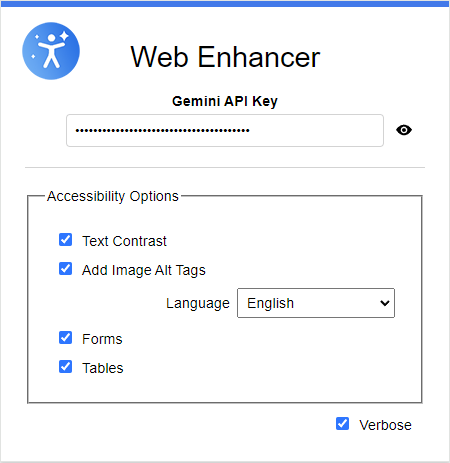 Web Enhancer
Gemini API Key
•••••••••••••••••••••••••••••••••••••••
Accessibility Options
Text Contrast
Add Image Alt Tags
Language English
Forms
Tables
Verbose